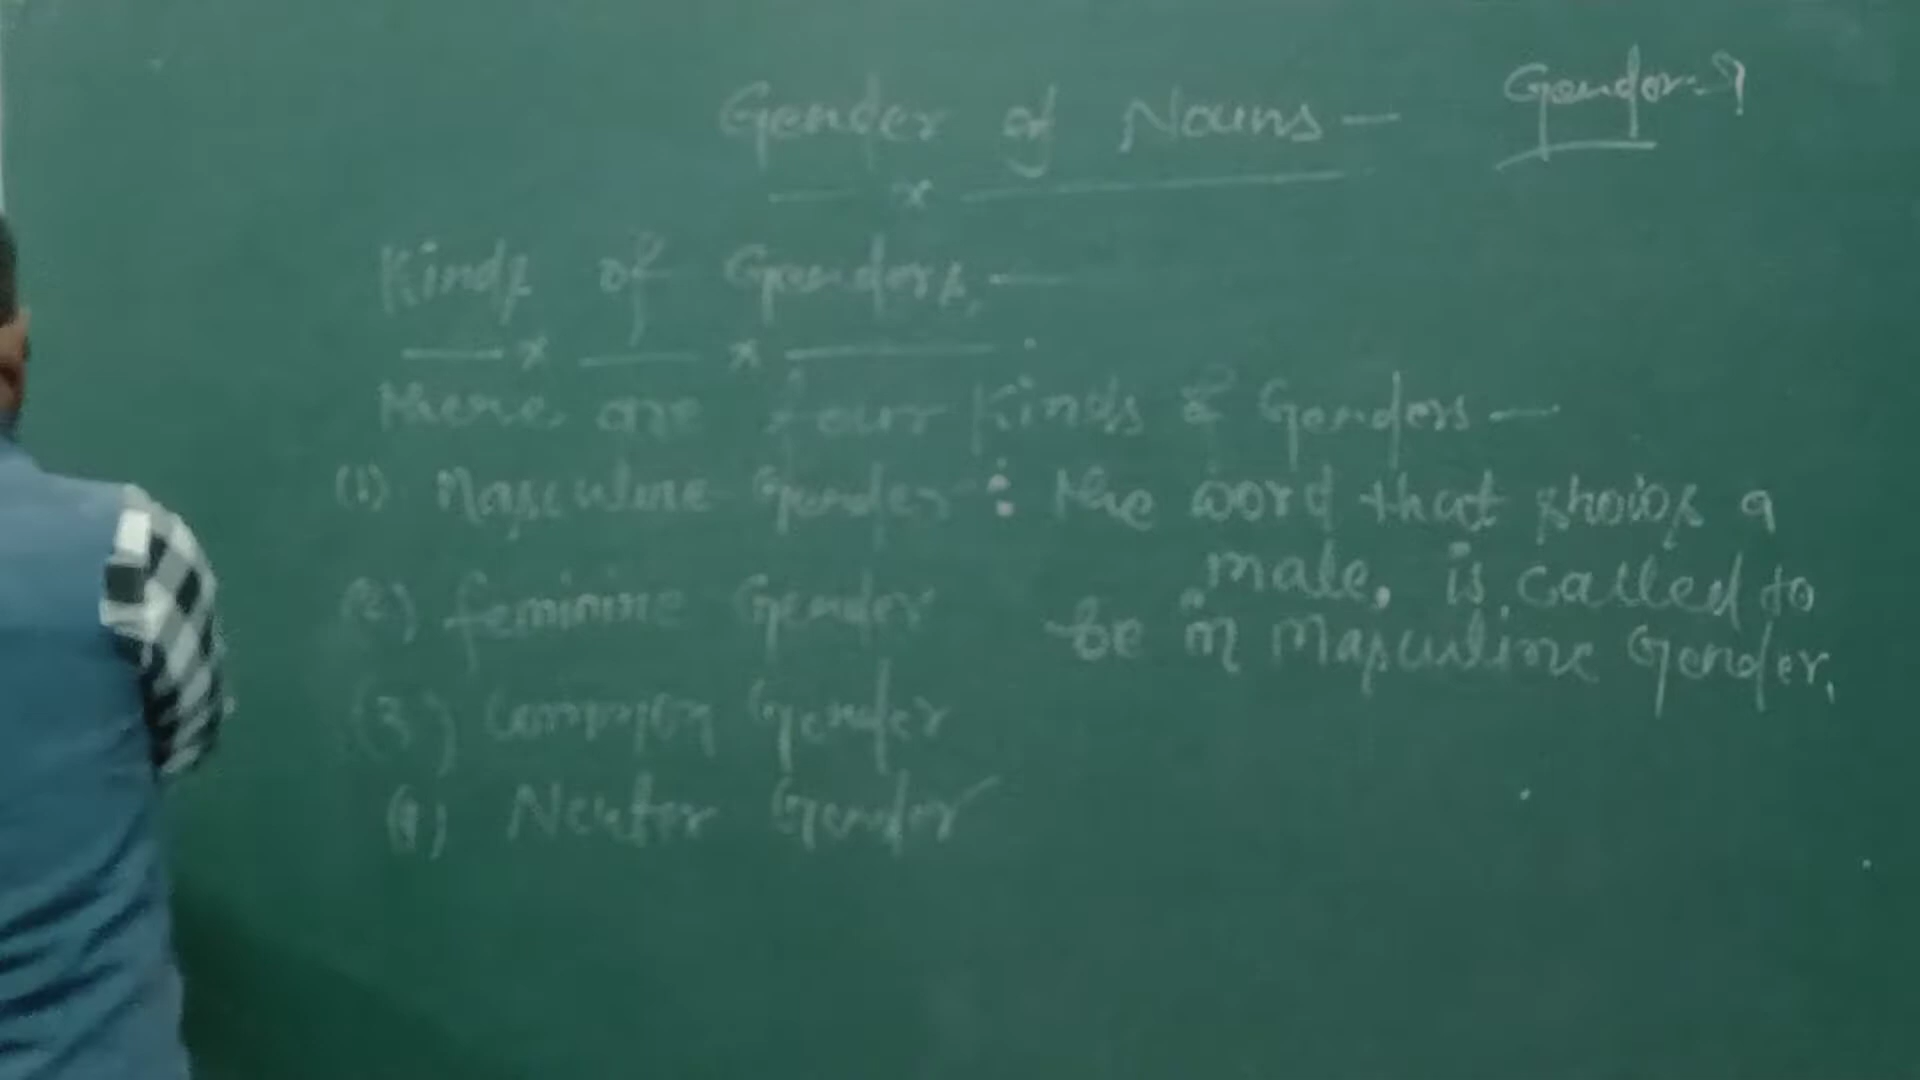 Gender of Nouns —
Gender-?
Kinds of Genders, —
There are four Kinds of Genders —
(1) Masculine Gender : The word that shows a
male, is called to
be in Masculine Gender,
(2) feminine Gender
(3) Common Gender
(4) Neuter Gender